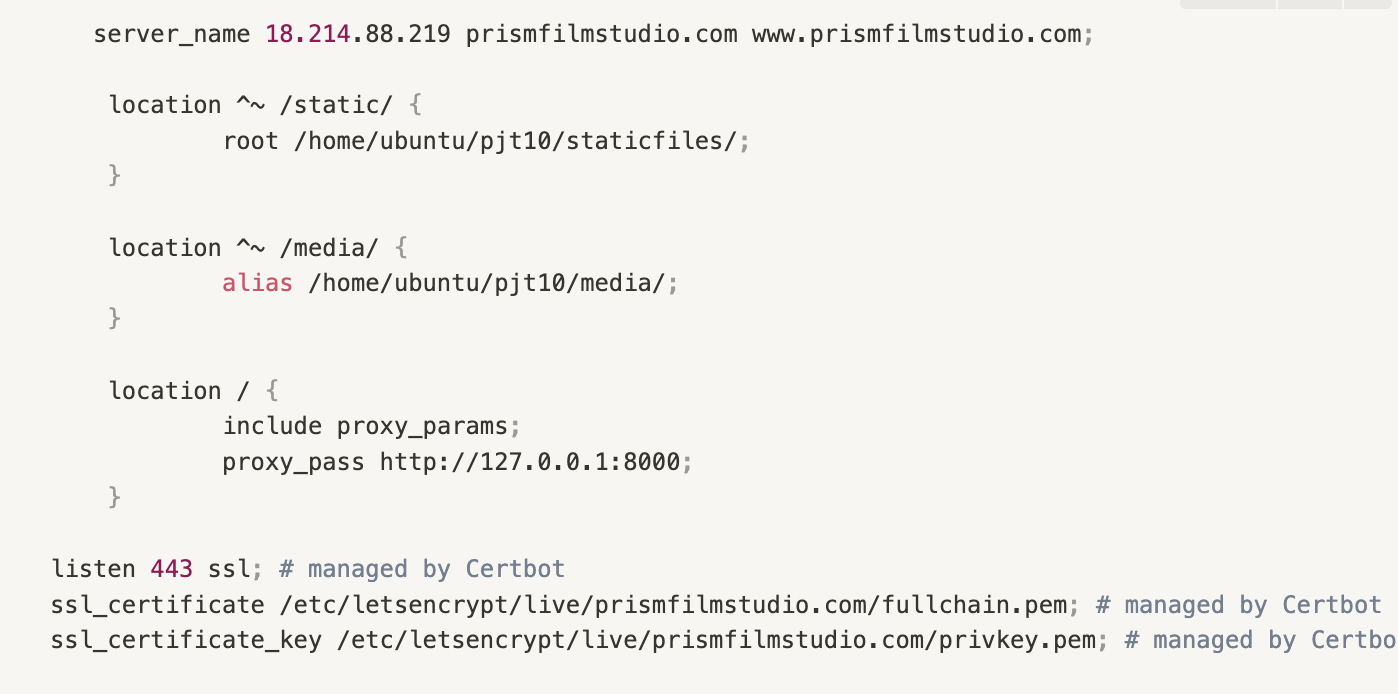 server_name 18.214.88.219 prismfilmstudio.com www.prismfilmstudio.com;
location ^~ /static/ {
root /home/ubuntu/pjt10/staticfiles/;
}
location ^~ /media/ {
alias /home/ubuntu/pjt10/media/;
}
location / {
include proxy_params;
proxy_pass http://127.0.0.1:8000;
}
listen 443 ssl; # managed by Certbot
ssl_certificate /etc/letsencrypt/live/prismfilmstudio.com/fullchain.pem; # managed by Certbot
ssl_certificate_key /etc/letsencrypt/live/prismfilmstudio.com/privkey.pem; # managed by Certbo